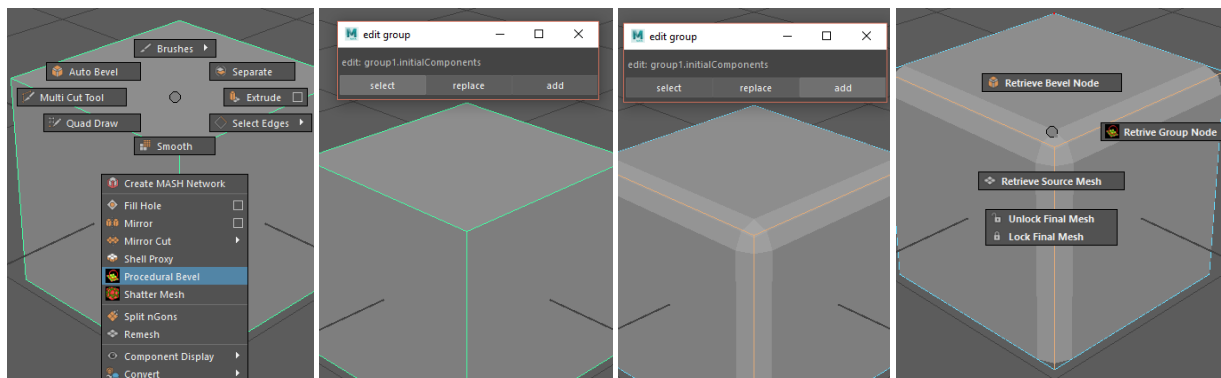 Brushes
Auto Bevel
Separate
Multi Cut Tool
Extrude
Quad Draw
Select Edges
Smooth
Create MASH Network
Fill Hole
Mirror
Mirror Cut
Shell Proxy
Procedural Bevel
Shatter Mesh
Split nGons
Remesh
Component Display
Convert
edit group
edit: group1.initialComponents
select replace add
edit group
edit: group1.initialComponents
select replace add
Retrieve Bevel Node
Retrive Group Node
Retrieve Source Mesh
Unlock Final Mesh
Lock Final Mesh